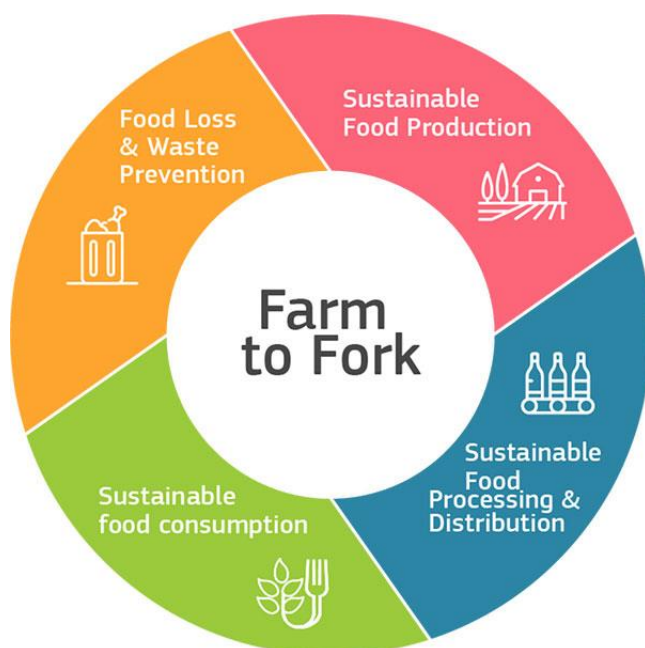 Food Loss
& Waste
Prevention
Sustainable
Food Production
Farm
to Fork
Sustainable
Food
Processing &
Distribution
Sustainable
food consumption